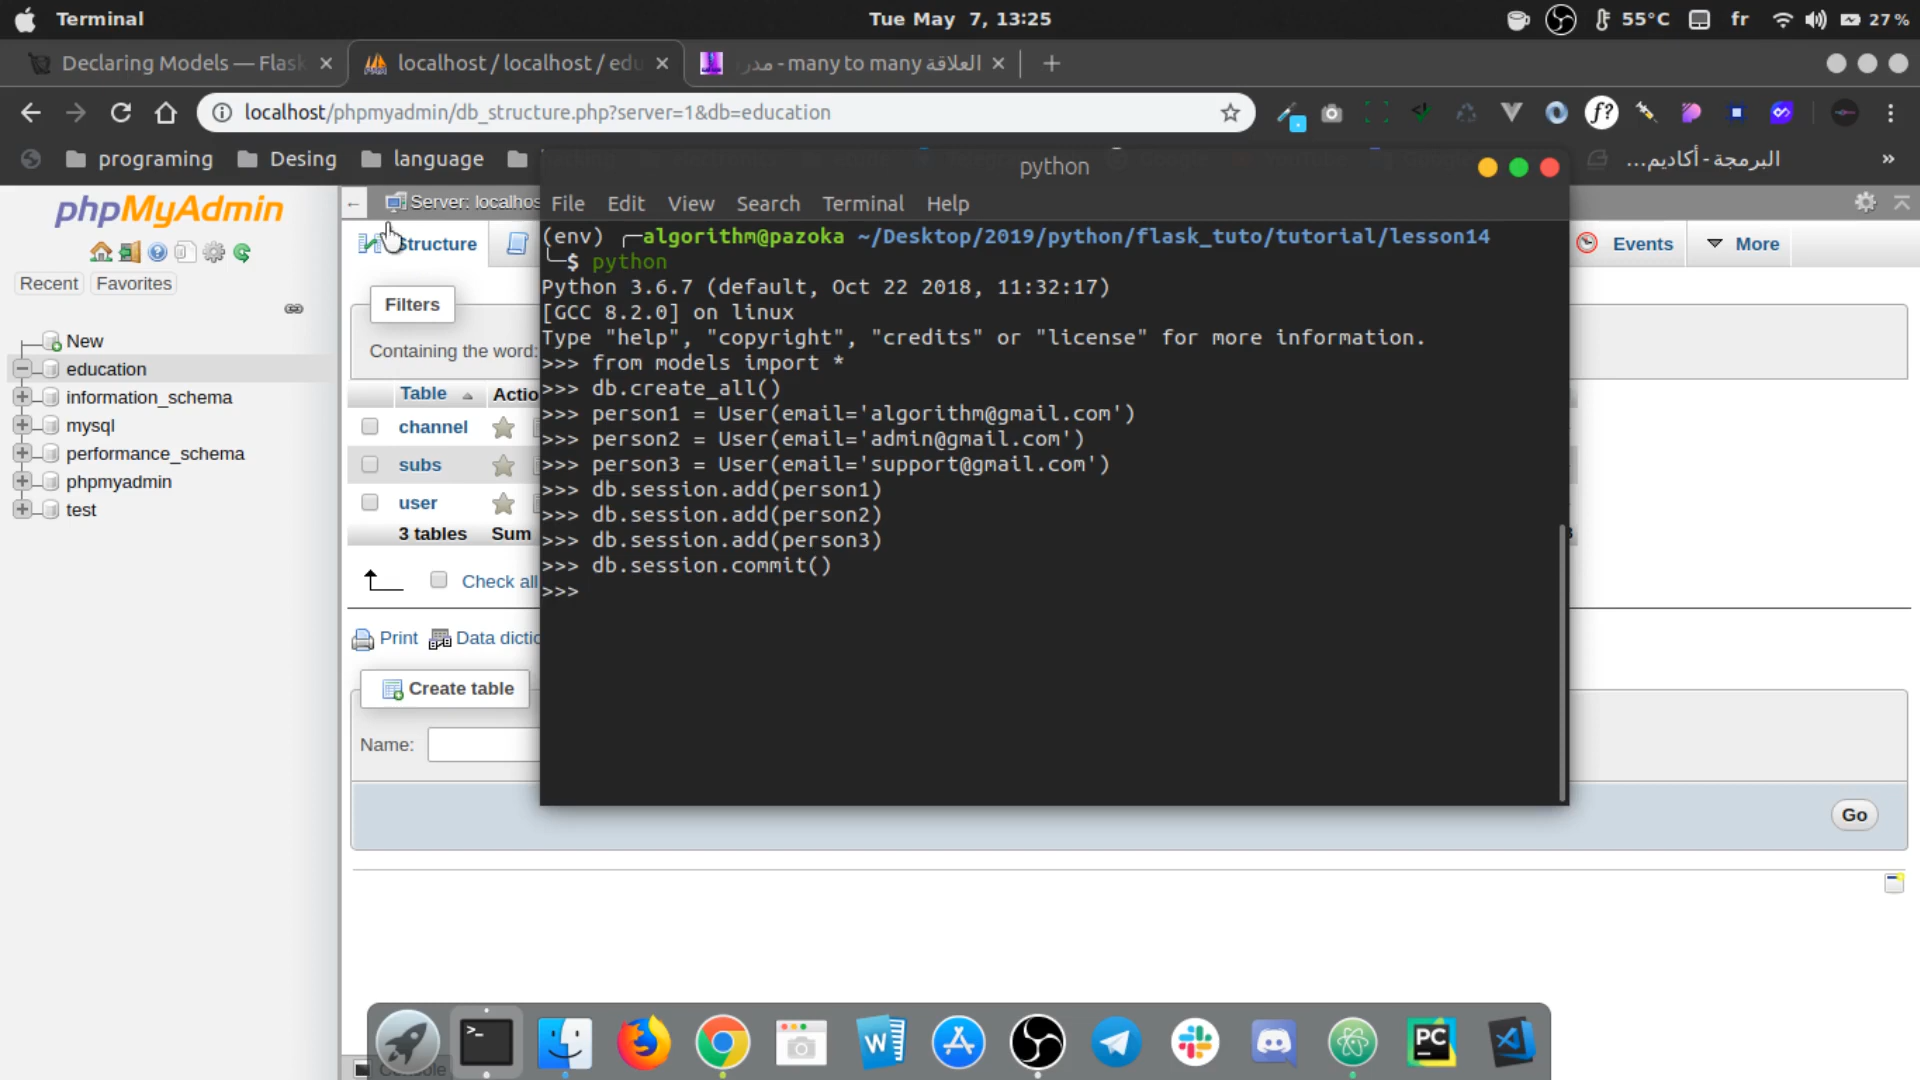 Terminal
Tue May 7, 13:25
55°C
fr
27%
Declaring Models — Flask
localhost / localhost / edu
العلاقة many to many - مدر
localhost/phpmyadmin/db_structure.php?server=1&db=education
programing
Desing
language
البرمجة - أكاديم...
»
phpMyAdmin
Recent
Favorites
New
education
information_schema
mysql
performance_schema
phpmyadmin
test
Server: localhos
Structure
Events
More
Filters
Containing the word:
Table
Actio
channel
subs
user
3 tables
Sum
Check all
Print
Data dictio
Create table
Name:
Go
Console
python
File Edit View Search Terminal Help
(env) ╭─algorithm@pazoka ~/Desktop/2019/python/flask_tuto/tutorial/lesson14
╰─$ python
Python 3.6.7 (default, Oct 22 2018, 11:32:17)
[GCC 8.2.0] on linux
Type "help", "copyright", "credits" or "license" for more information.
>>> from models import *
>>> db.create_all()
>>> person1 = User(email='algorithm@gmail.com')
>>> person2 = User(email='admin@gmail.com')
>>> person3 = User(email='support@gmail.com')
>>> db.session.add(person1)
>>> db.session.add(person2)
>>> db.session.add(person3)
>>> db.session.commit()
>>>